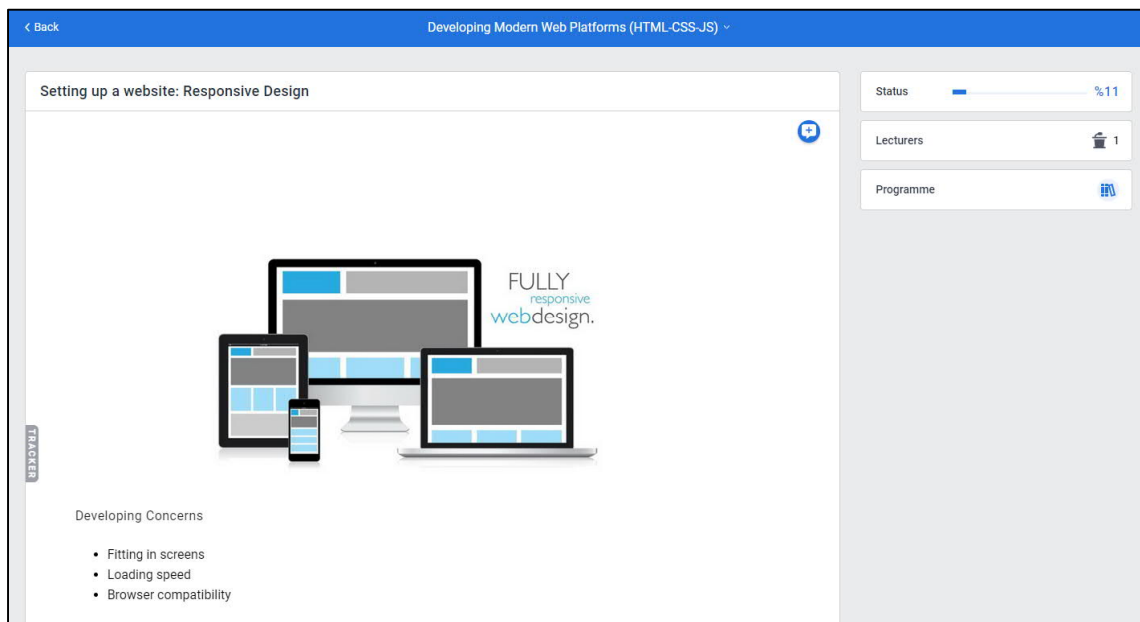 Back
Developing Modern Web Platforms (HTML-CSS-JS)
Setting up a website: Responsive Design
Status %11
Lecturers 1
Programme
FULLY
responsive
webdesign.
TRACKER
Developing Concerns
• Fitting in screens
• Loading speed
• Browser compatibility